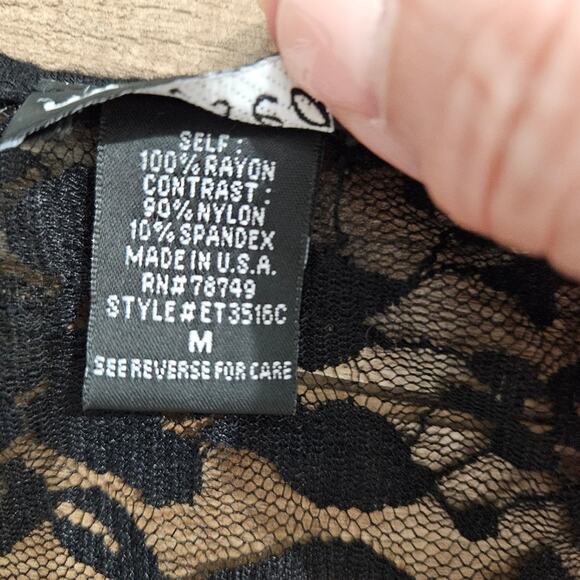 SELF :
100% RAYON
CONTRAST :
90% NYLON
10% SPANDEX
MADE IN U.S.A.
RN# 78749
STYLE#ET3516C
M
SEE REVERSE FOR CARE